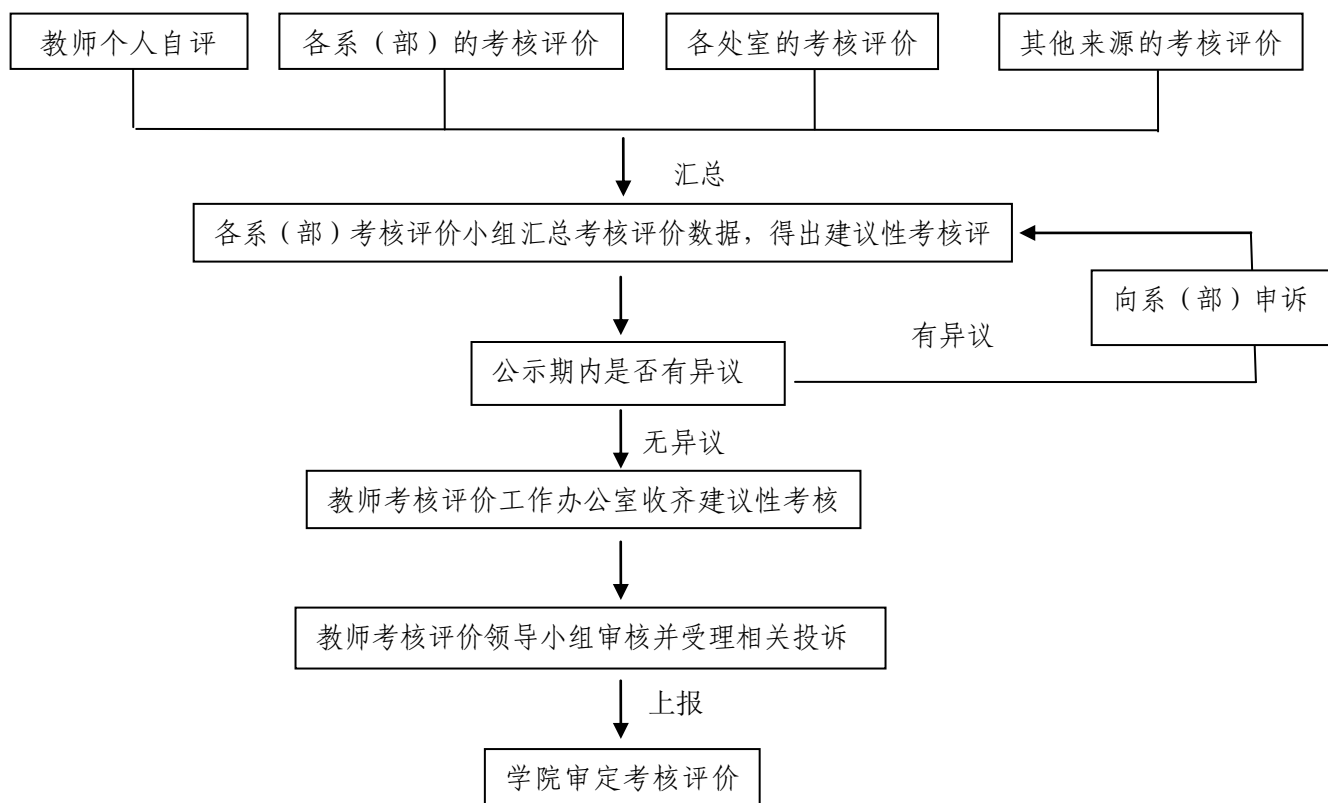 教师个人自评
各系（部）的考核评价
各处室的考核评价
其他来源的考核评价
汇总
各系（部）考核评价小组汇总考核评价数据，得出建议性考核评
向系（部）申诉
有异议
公示期内是否有异议
无异议
教师考核评价工作办公室收齐建议性考核
教师考核评价领导小组审核并受理相关投诉
上报
学院审定考核评价